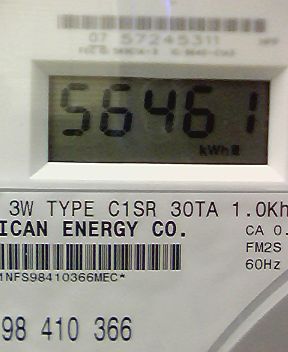 07 57245311
56461
kWh
3W TYPE C1SR 30TA 1.0Kh
ICAN ENERGY CO.
CA 0.
FM2S
1NFS98410366MEC*
60Hz
98 410 366